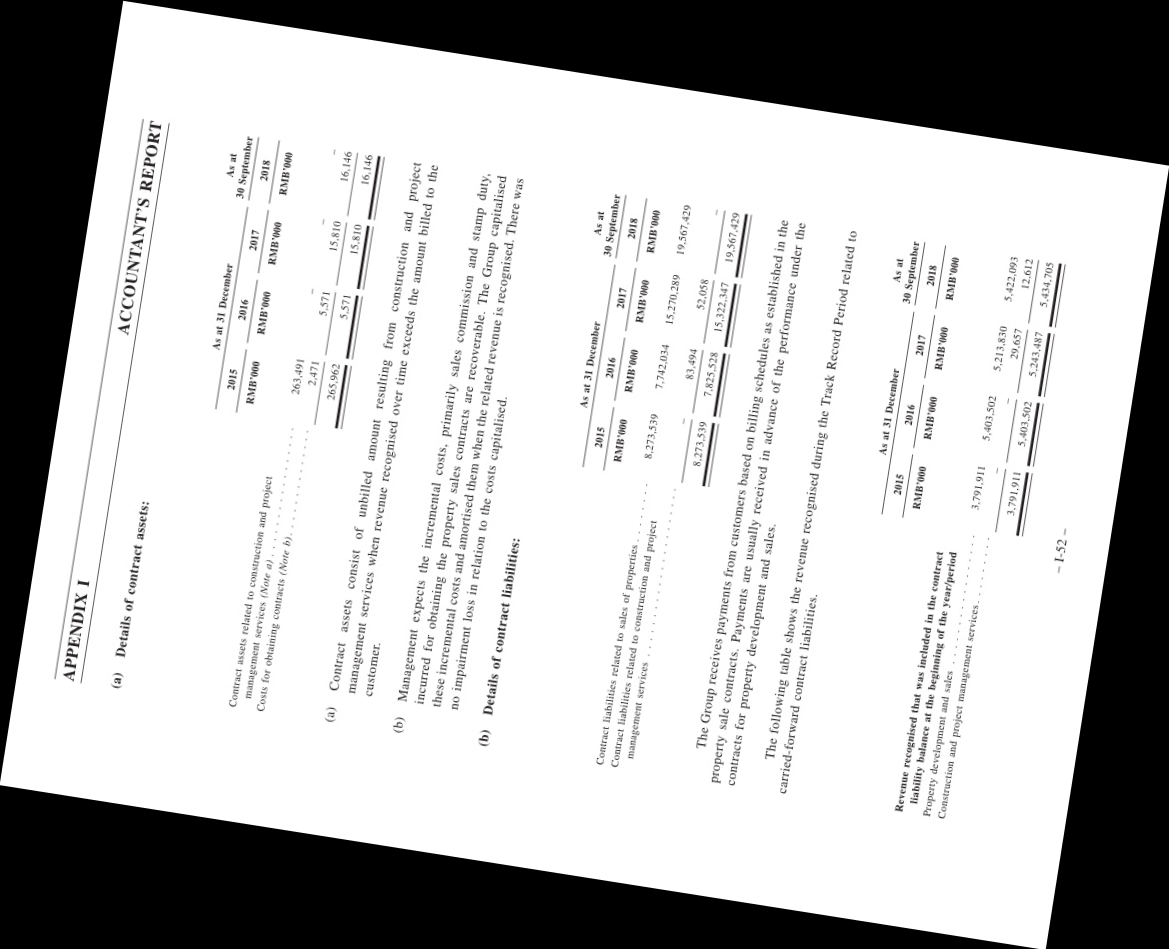 APPENDIX I ACCOUNTANT'S REPORT
(a) Details of contract assets:
As at 31 December As at
30 September
2015 2016 2017 2018
RMB'000 RMB'000 RMB'000 RMB'000
Contract assets related to construction and project
management services (Note a) . . . . . . . . . . . . . . . . . . 263,491 – – –
Costs for obtaining contracts (Note b). . . . . . . . . . . . . . . 2,471 5,571 15,810 16,146
265,962 5,571 15,810 16,146
(a) Contract assets consist of unbilled amount resulting from construction and project
management services when revenue recognised over time exceeds the amount billed to the
customer.
(b) Management expects the incremental costs, primarily sales commission and stamp duty,
incurred for obtaining the property sales contracts are recoverable. The Group capitalised
these incremental costs and amortised them when the related revenue is recognised. There was
no impairment loss in relation to the costs capitalised.
(b) Details of contract liabilities:
As at 31 December As at
30 September
2015 2016 2017 2018
RMB'000 RMB'000 RMB'000 RMB'000
Contract liabilities related to sales of properties . . . . . . . . 8,273,539 7,742,034 15,270,289 19,567,429
Contract liabilities related to construction and project
management services . . . . . . . . . . . . . . . . . . . . . . – 83,494 52,058 –
8,273,539 7,825,528 15,322,347 19,567,429
The Group receives payments from customers based on billing schedules as established in the
property sale contracts. Payments are usually received in advance of the performance under the
contracts for property development and sales.
The following table shows the revenue recognised during the Track Record Period related to
carried-forward contract liabilities.
As at 31 December As at
30 September
2015 2016 2017 2018
RMB'000 RMB'000 RMB'000 RMB'000
Revenue recognised that was included in the contract
liability balance at the beginning of the year/period
Property development and sales . . . . . . . . . . . . . . . . . 3,791,911 5,403,502 5,213,830 5,422,093
Construction and project management services. . . . . . . . . – – 29,657 12,612
3,791,911 5,403,502 5,243,487 5,434,705
– I-52 –